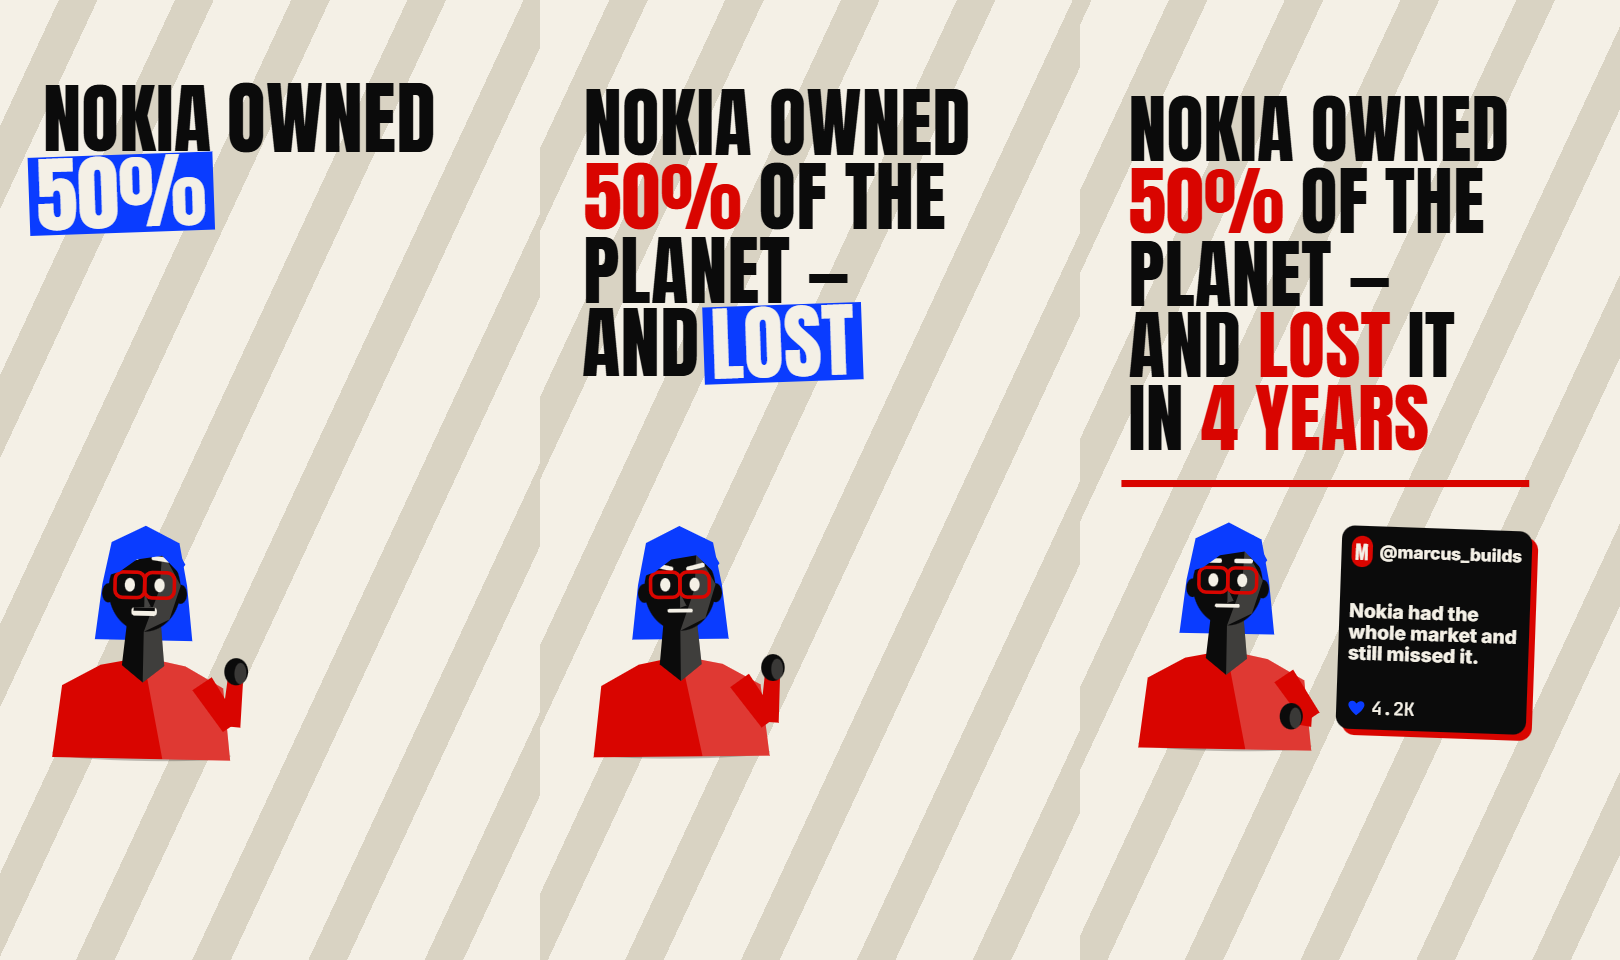 NOKIA OWNED
50%
NOKIA OWNED
50% OF THE
PLANET –
AND LOST
NOKIA OWNED
50% OF THE
PLANET –
AND LOST IT
IN 4 YEARS
M @marcus_builds
Nokia had the
whole market and
still missed it.
4.2K